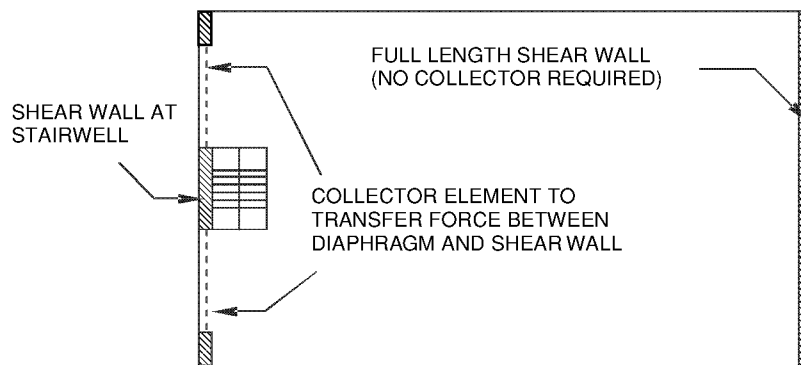 FULL LENGTH SHEAR WALL
(NO COLLECTOR REQUIRED)
SHEAR WALL AT
STAIRWELL
COLLECTOR ELEMENT TO
TRANSFER FORCE BETWEEN
DIAPHRAGM AND SHEAR WALL